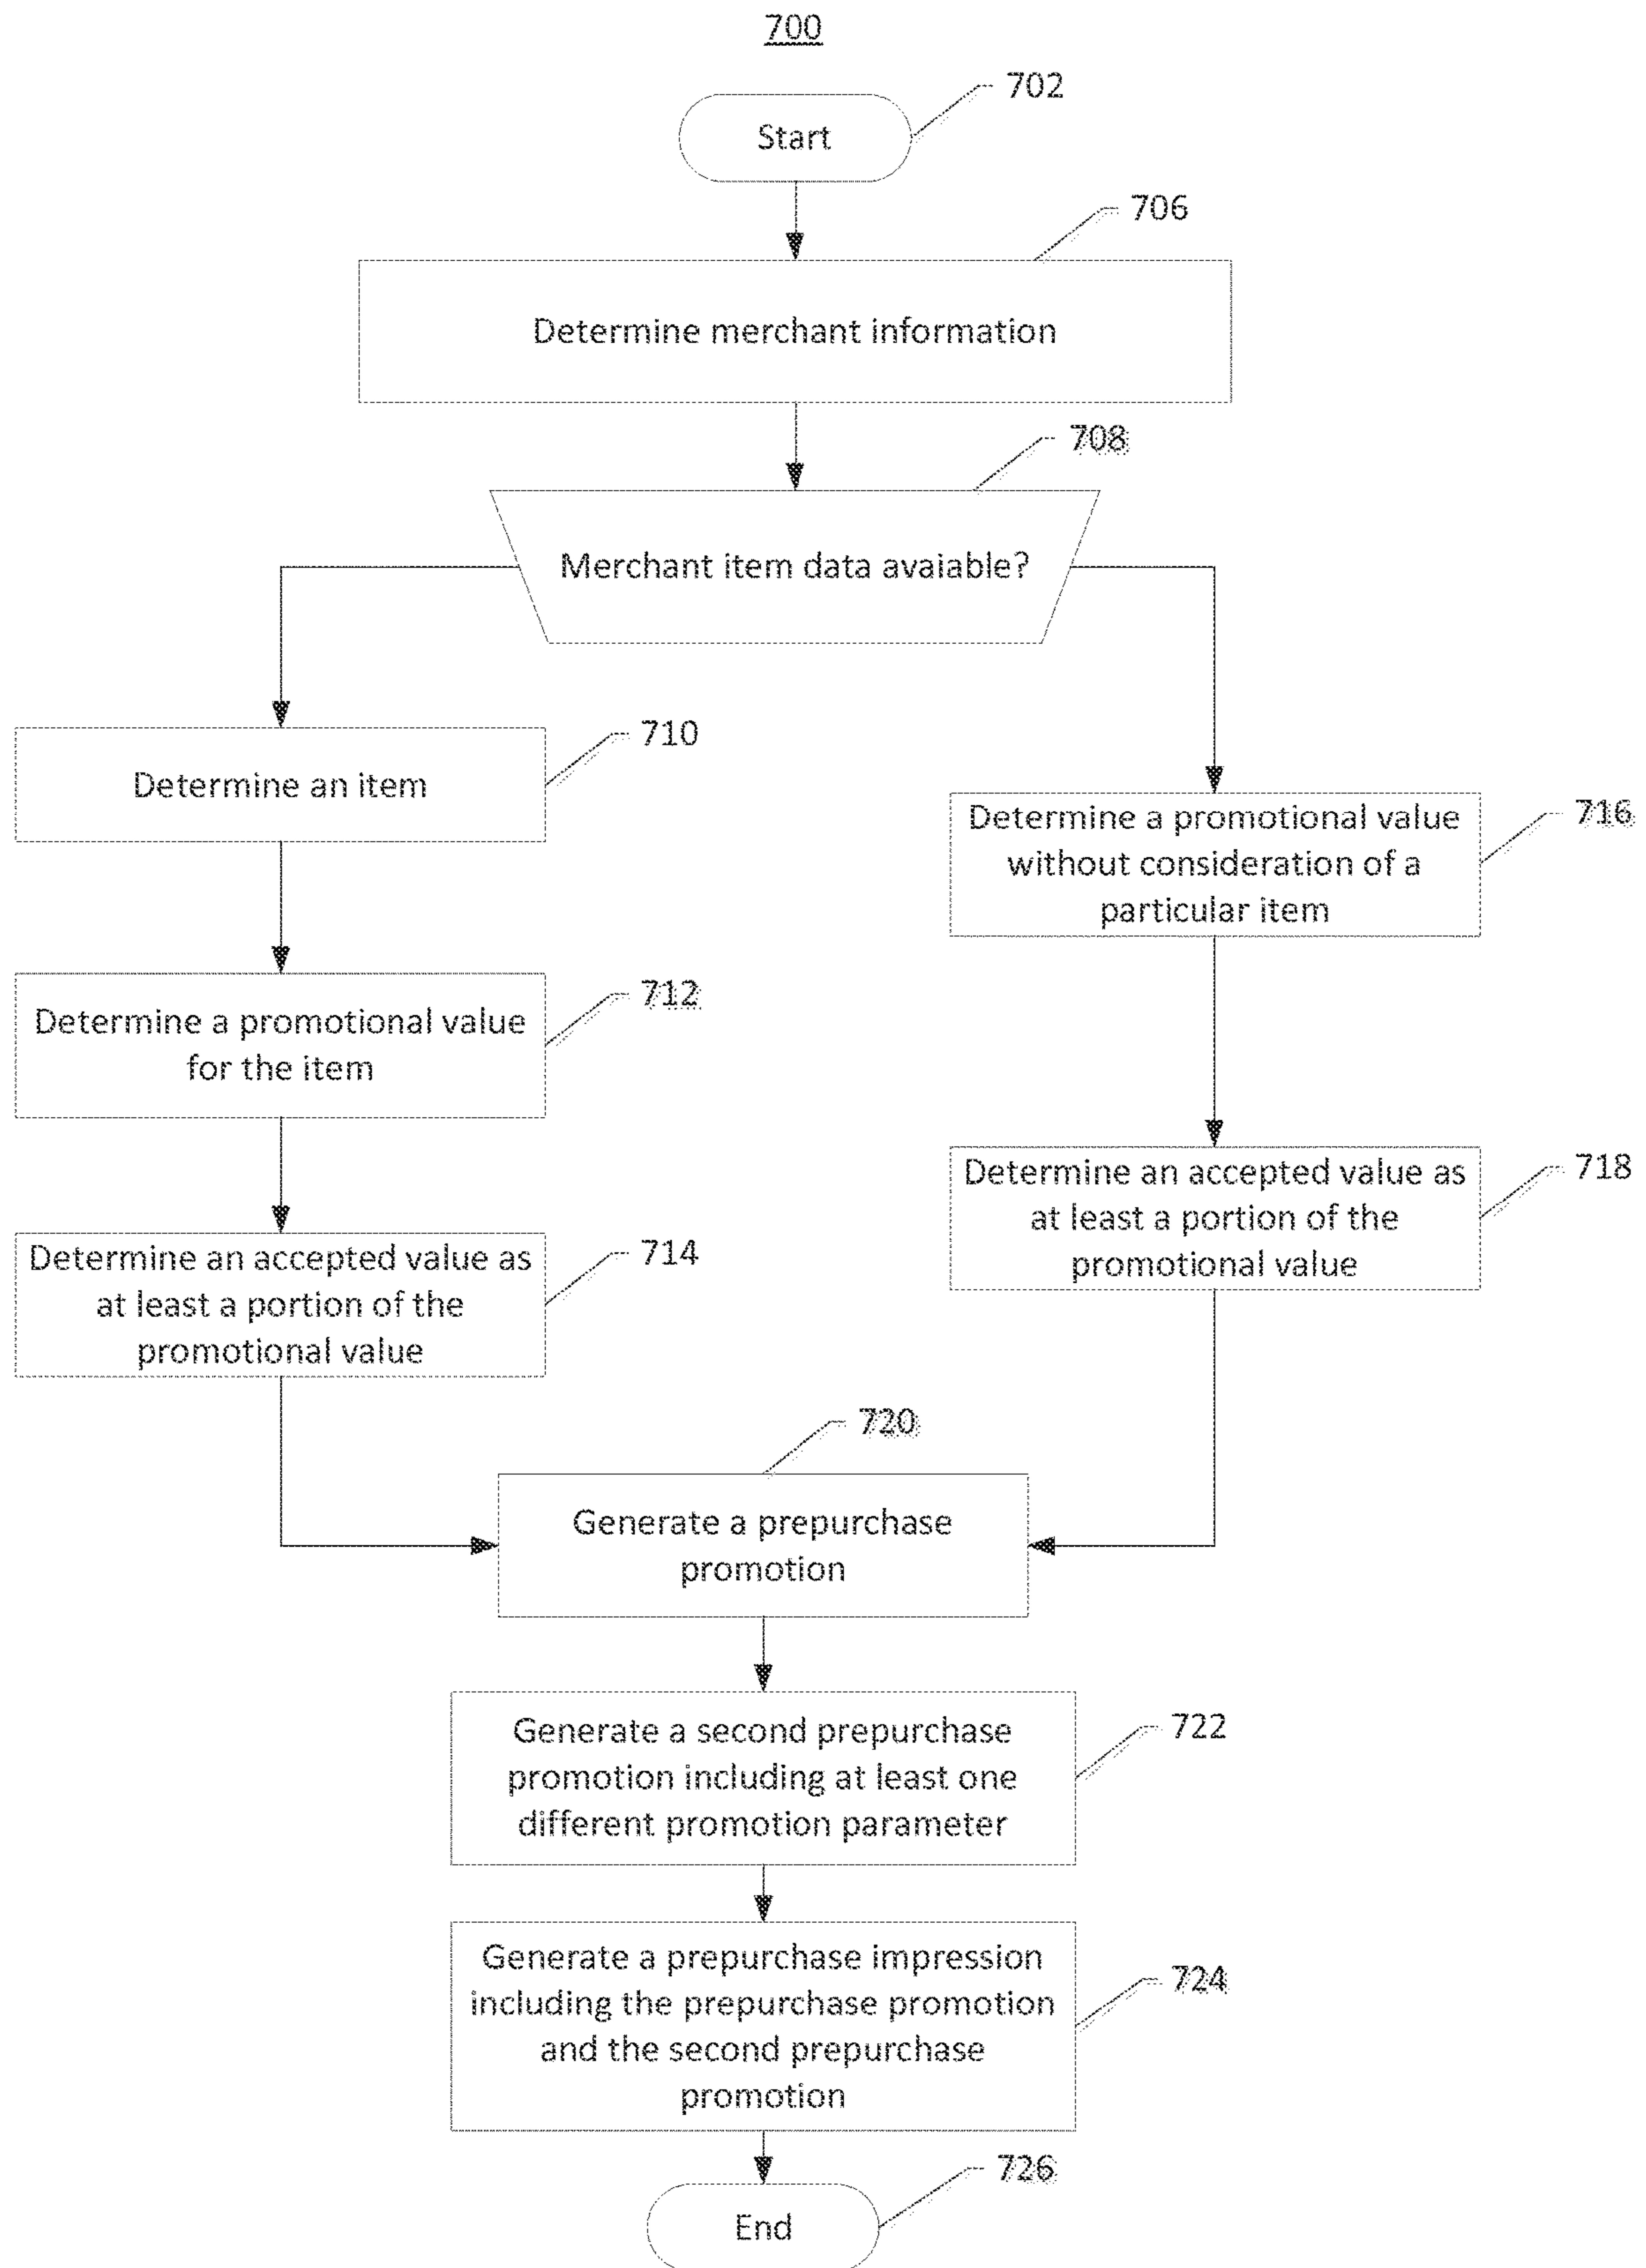 700
702
Start
706
Determine merchant information
708
Merchant item data avaiable?
710
Determine an item
716
Determine a promotional value
without consideration of a
particular item
712
Determine a promotional value
for the item
718
Determine an accepted value as
at least a portion of the
promotional value
714
Determine an accepted value as
at least a portion of the
promotional value
720
Generate a prepurchase
promotion
722
Generate a second prepurchase
promotion including at least one
different promotion parameter
724
Generate a prepurchase impression
including the prepurchase promotion
and the second prepurchase
promotion
726
End